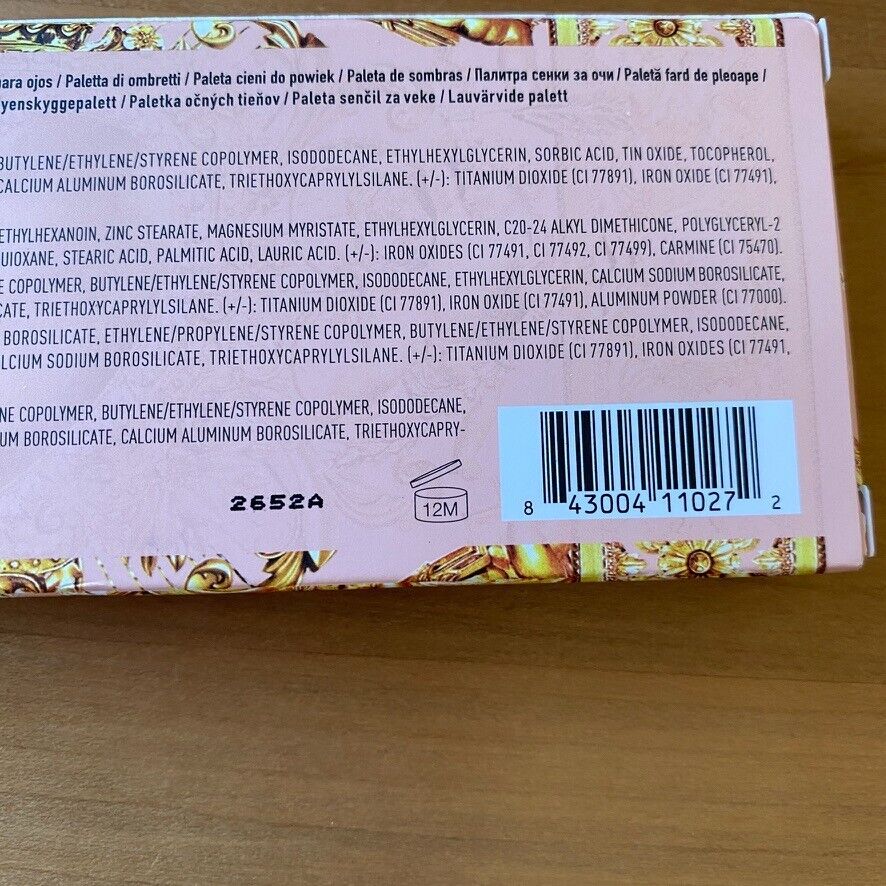 para ojos / Paletta di ombretti / Paleta cieni do powiek / Paleta de sombras / Палитра сенки за очи / Paletă fard de pleoape /
yenskyggepalett / Paletka očných tieňov / Paleta senčil za veke / Lauvärvide palett
BUTYLENE/ETHYLENE/STYRENE COPOLYMER, ISODODECANE, ETHYLHEXYLGLYCERIN, SORBIC ACID, TIN OXIDE, TOCOPHEROL,
CALCIUM ALUMINUM BOROSILICATE, TRIETHOXYCAPRYLYLSILANE. (+/-): TITANIUM DIOXIDE (CI 77891), IRON OXIDE (CI 77491),
ETHYLHEXANOIN, ZINC STEARATE, MAGNESIUM MYRISTATE, ETHYLHEXYLGLYCERIN, C20-24 ALKYL DIMETHICONE, POLYGLYCERYL-2
UIOXANE, STEARIC ACID, PALMITIC ACID, LAURIC ACID. (+/-): IRON OXIDES (CI 77491, CI 77492, CI 77499), CARMINE (CI 75470).
E COPOLYMER, BUTYLENE/ETHYLENE/STYRENE COPOLYMER, ISODODECANE, ETHYLHEXYLGLYCERIN, CALCIUM SODIUM BOROSILICATE,
CATE, TRIETHOXYCAPRYLYLSILANE. (+/-): TITANIUM DIOXIDE (CI 77891), IRON OXIDE (CI 77491), ALUMINUM POWDER (CI 77000).
BOROSILICATE, ETHYLENE/PROPYLENE/STYRENE COPOLYMER, BUTYLENE/ETHYLENE/STYRENE COPOLYMER, ISODODECANE,
LCIUM SODIUM BOROSILICATE, TRIETHOXYCAPRYLYLSILANE. (+/-): TITANIUM DIOXIDE (CI 77891), IRON OXIDES (CI 77491,
NE COPOLYMER, BUTYLENE/ETHYLENE/STYRENE COPOLYMER, ISODODECANE,
UM BOROSILICATE, CALCIUM ALUMINUM BOROSILICATE, TRIETHOXYCAPRY-
2652A
12M
8 43004 11027 2